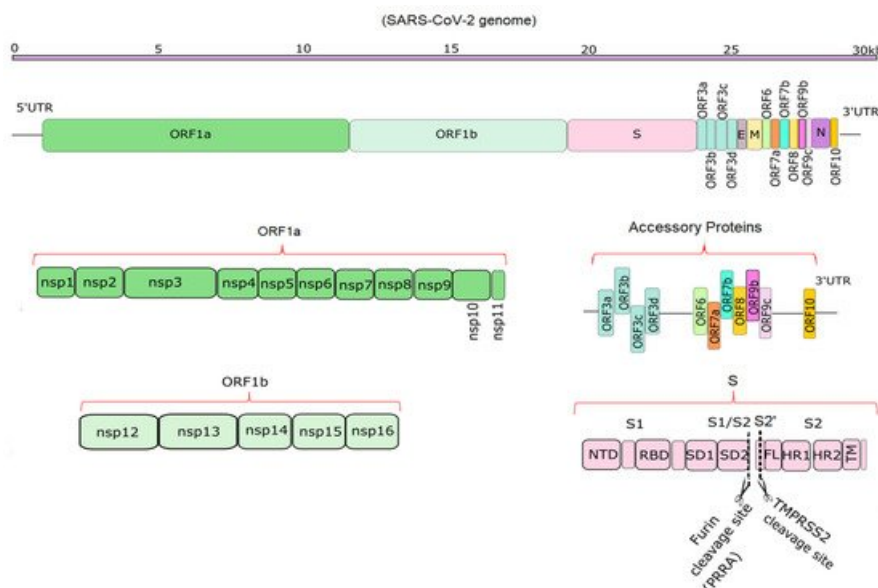 (SARS-CoV-2 genome)
0 5 10 15 20 25 30kb
5'UTR ORF1a ORF1b S ORF3a ORF3b ORF3c ORF3d E M ORF6 ORF7a ORF7b ORF8 ORF9b ORF9c N ORF10 3'UTR
ORF1a
nsp1 nsp2 nsp3 nsp4 nsp5 nsp6 nsp7 nsp8 nsp9 nsp10 nsp11
Accessory Proteins
ORF3a ORF3b ORF3c ORF3d ORF6 ORF7a ORF7b ORF8 ORF9b ORF9c ORF10 3'UTR
ORF1b
nsp12 nsp13 nsp14 nsp15 nsp16
S
S1 S1/S2 S2' S2
NTD RBD SD1 SD2 FL HR1 HR2 TM
Furin
cleavage site
(PRRA)
TMPRSS2
cleavage site